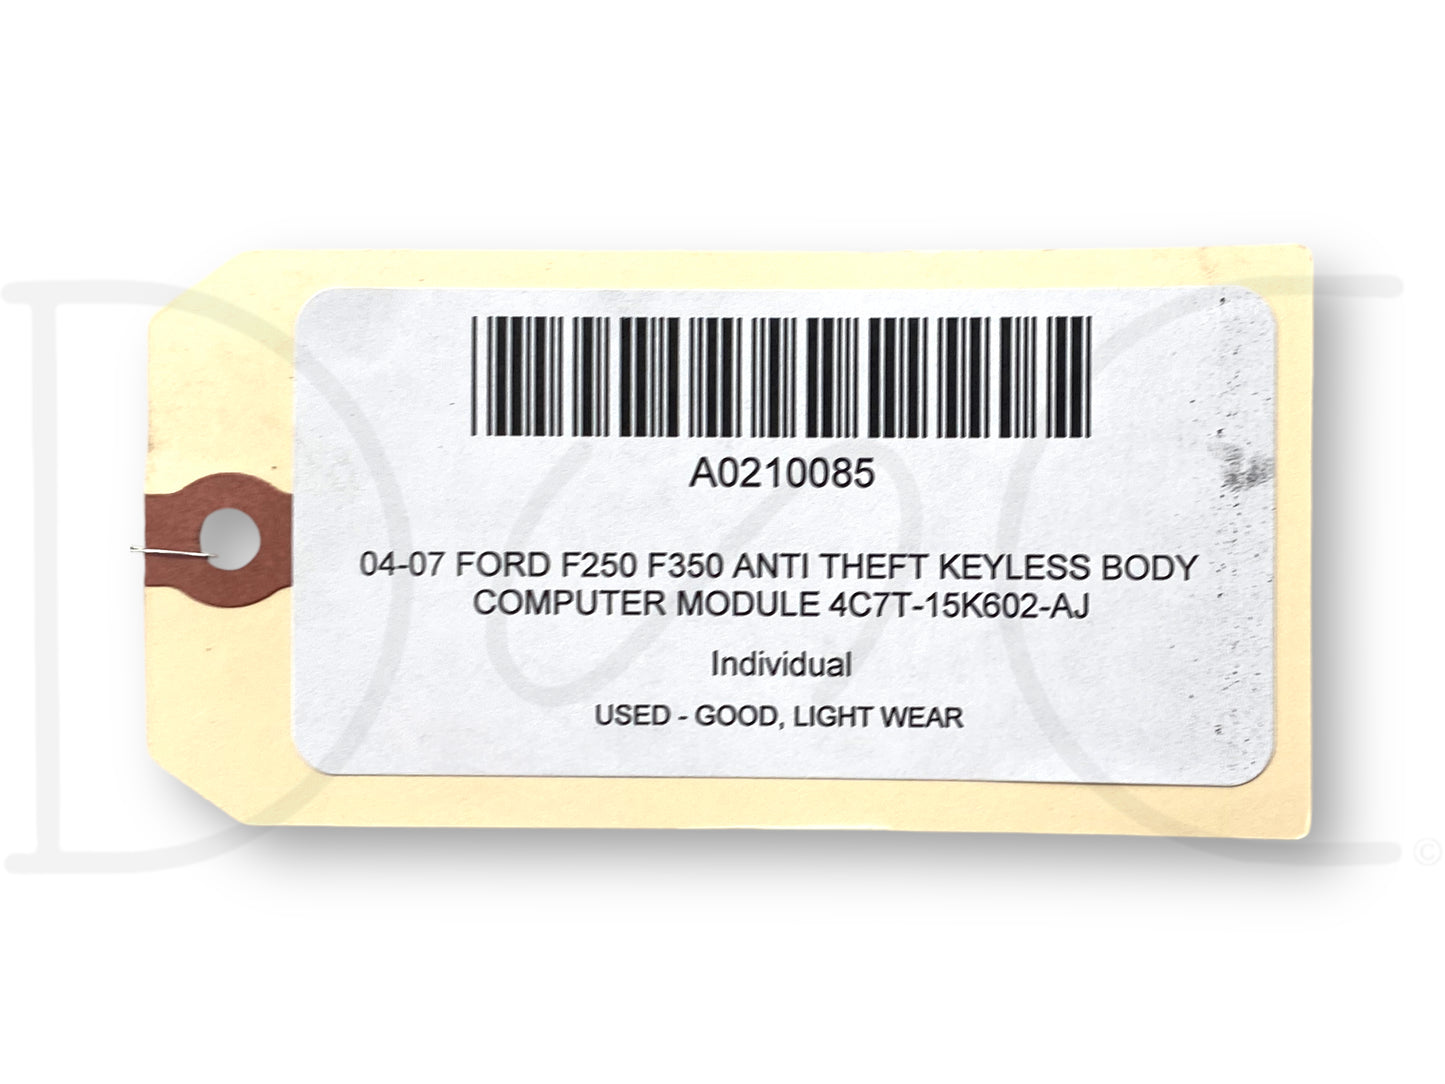 A0210085
04-07 FORD F250 F350 ANTI THEFT KEYLESS BODY
COMPUTER MODULE 4C7T-15K602-AJ
Individual
USED - GOOD, LIGHT WEAR
©